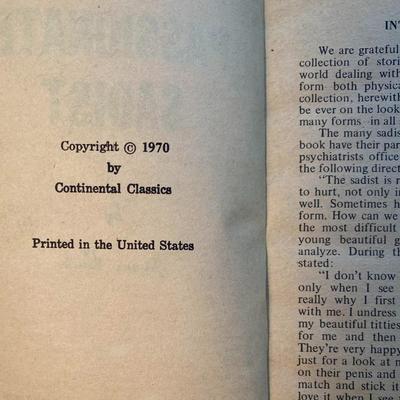 Copyright © 1970
by
Continental Classics
Printed in the United States
INT
We are grateful
collection of stori
world dealing with
form both physica
collection, herewith
be ever on the look
many forms in all s
The many sadis
book have their par
psychiatrists office
the following direct
"The sadist is r
to hurt, not only in
well. Sometimes h
form. How can we
the most difficult
young beautiful g
analyze. During th
stated:
"I don't know
only when I see
really why I first
with me. I undress
my beautiful titties
for me and then
They're very happy
just for a look at m
on their penis and
match and stick it
love it when I see